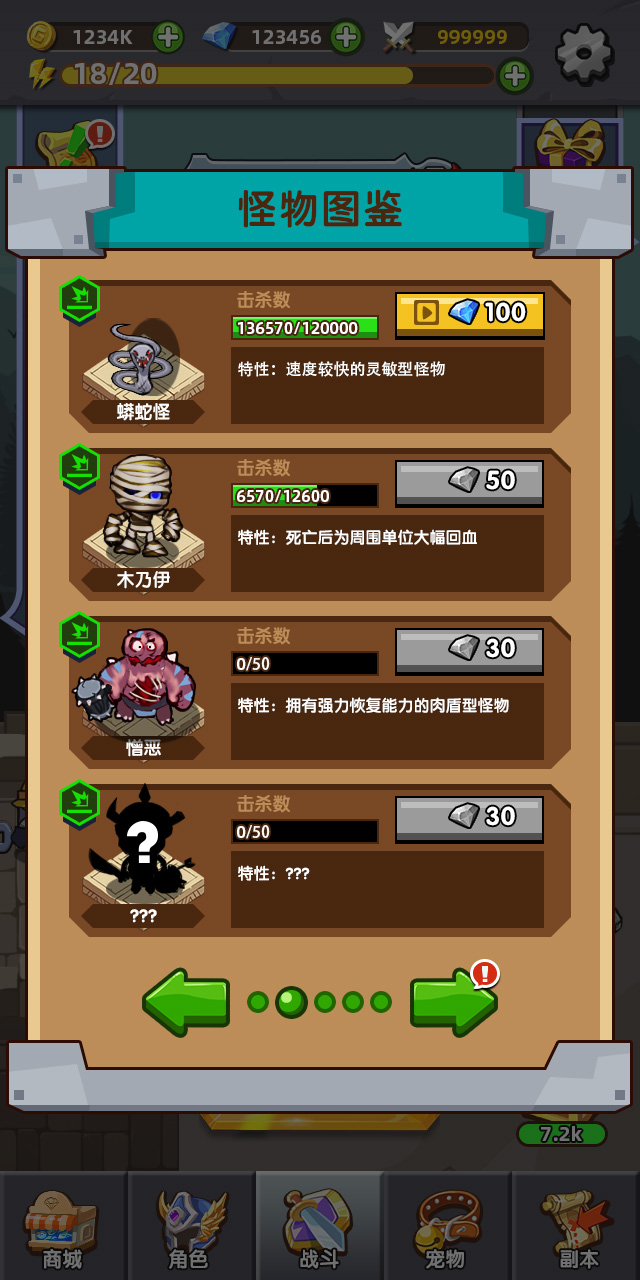 1234K
123456
999999
18/20
怪物图鉴
击杀数
136570/120000
100
特性：速度较快的灵敏型怪物
蟒蛇怪
击杀数
6570/12600
50
特性：死亡后为周围单位大幅回血
木乃伊
击杀数
0/50
30
特性：拥有强力恢复能力的肉盾型怪物
憎恶
击杀数
0/50
30
特性：???
?
???
7.2k
商城
角色
战斗
宠物
副本